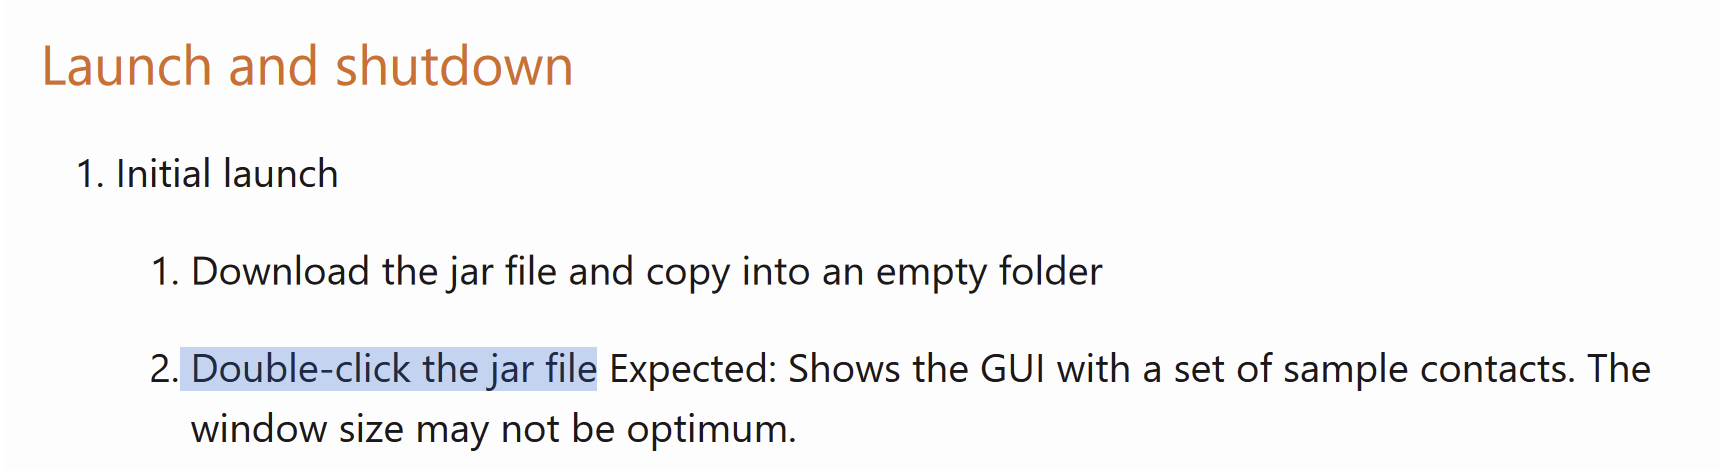 Launch and shutdown
1. Initial launch
1. Download the jar file and copy into an empty folder
2. Double-click the jar file Expected: Shows the GUI with a set of sample contacts. The
window size may not be optimum.